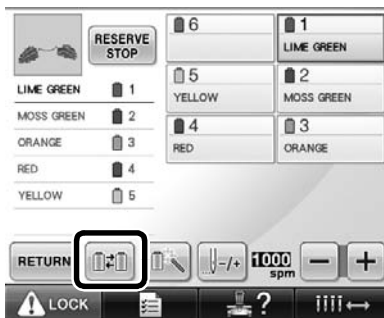 RESERVE
STOP
LIME GREEN 1
MOSS GREEN 2
ORANGE 3
RED 4
YELLOW 5
6
1
LIME GREEN
5
YELLOW
2
MOSS GREEN
4
RED
3
ORANGE
RETURN
-/+
1000
spm
LOCK
?